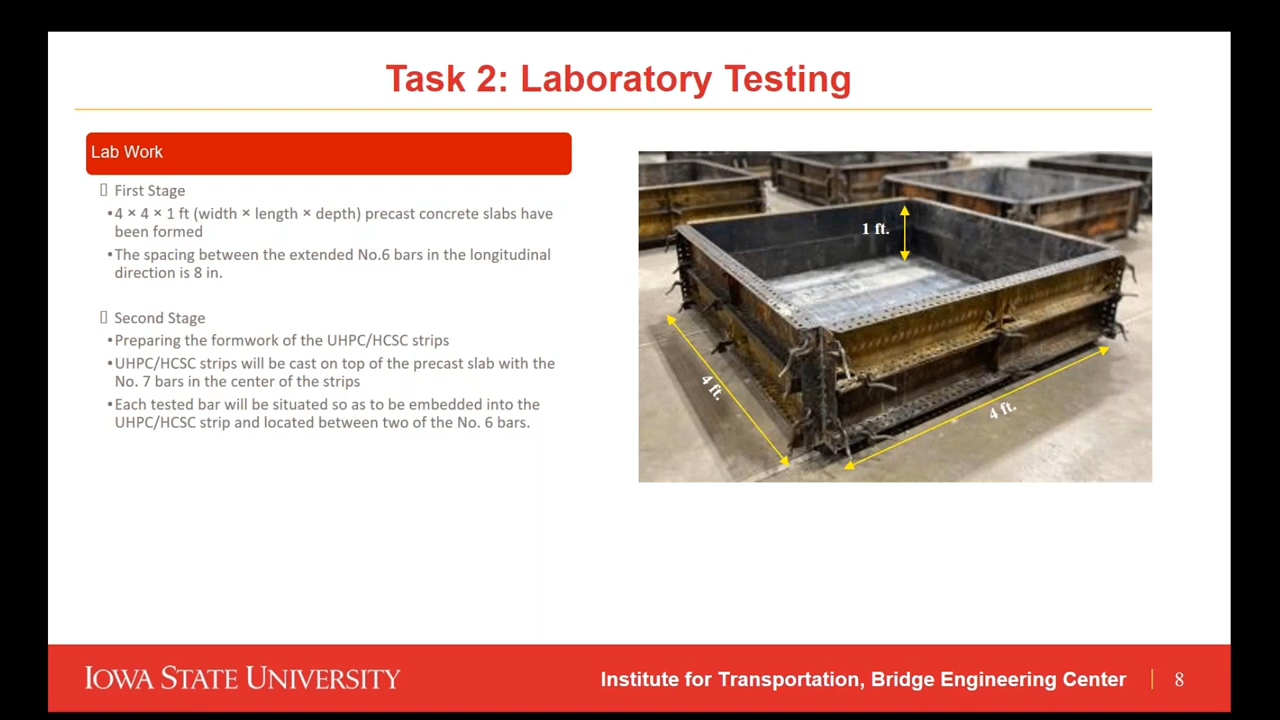 Task 2: Laboratory Testing
Lab Work
First Stage
•4 × 4 × 1 ft (width × length × depth) precast concrete slabs have
been formed
•The spacing between the extended No.6 bars in the longitudinal
direction is 8 in.
Second Stage
•Preparing the formwork of the UHPC/HCSC strips
•UHPC/HCSC strips will be cast on top of the precast slab with the
No. 7 bars in the center of the strips
•Each tested bar will be situated so as to be embedded into the
UHPC/HCSC strip and located between two of the No. 6 bars.
1 ft.
4 ft.
4 ft.
IOWA STATE UNIVERSITY
Institute for Transportation, Bridge Engineering Center
8